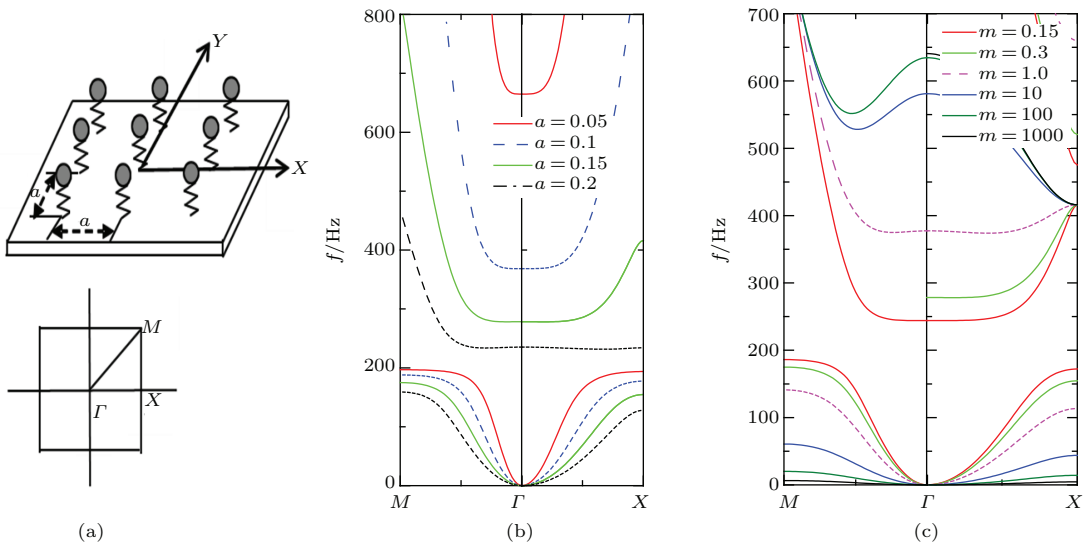 Y
X
a
a
M
Γ
X
(a)
800
600
400
200
0
f/Hz
a = 0.05
a = 0.1
a = 0.15
a = 0.2
M
Γ
X
(b)
700
600
500
400
300
200
100
0
f/Hz
m = 0.15
m = 0.3
m = 1.0
m = 10
m = 100
m = 1000
M
Γ
X
(c)